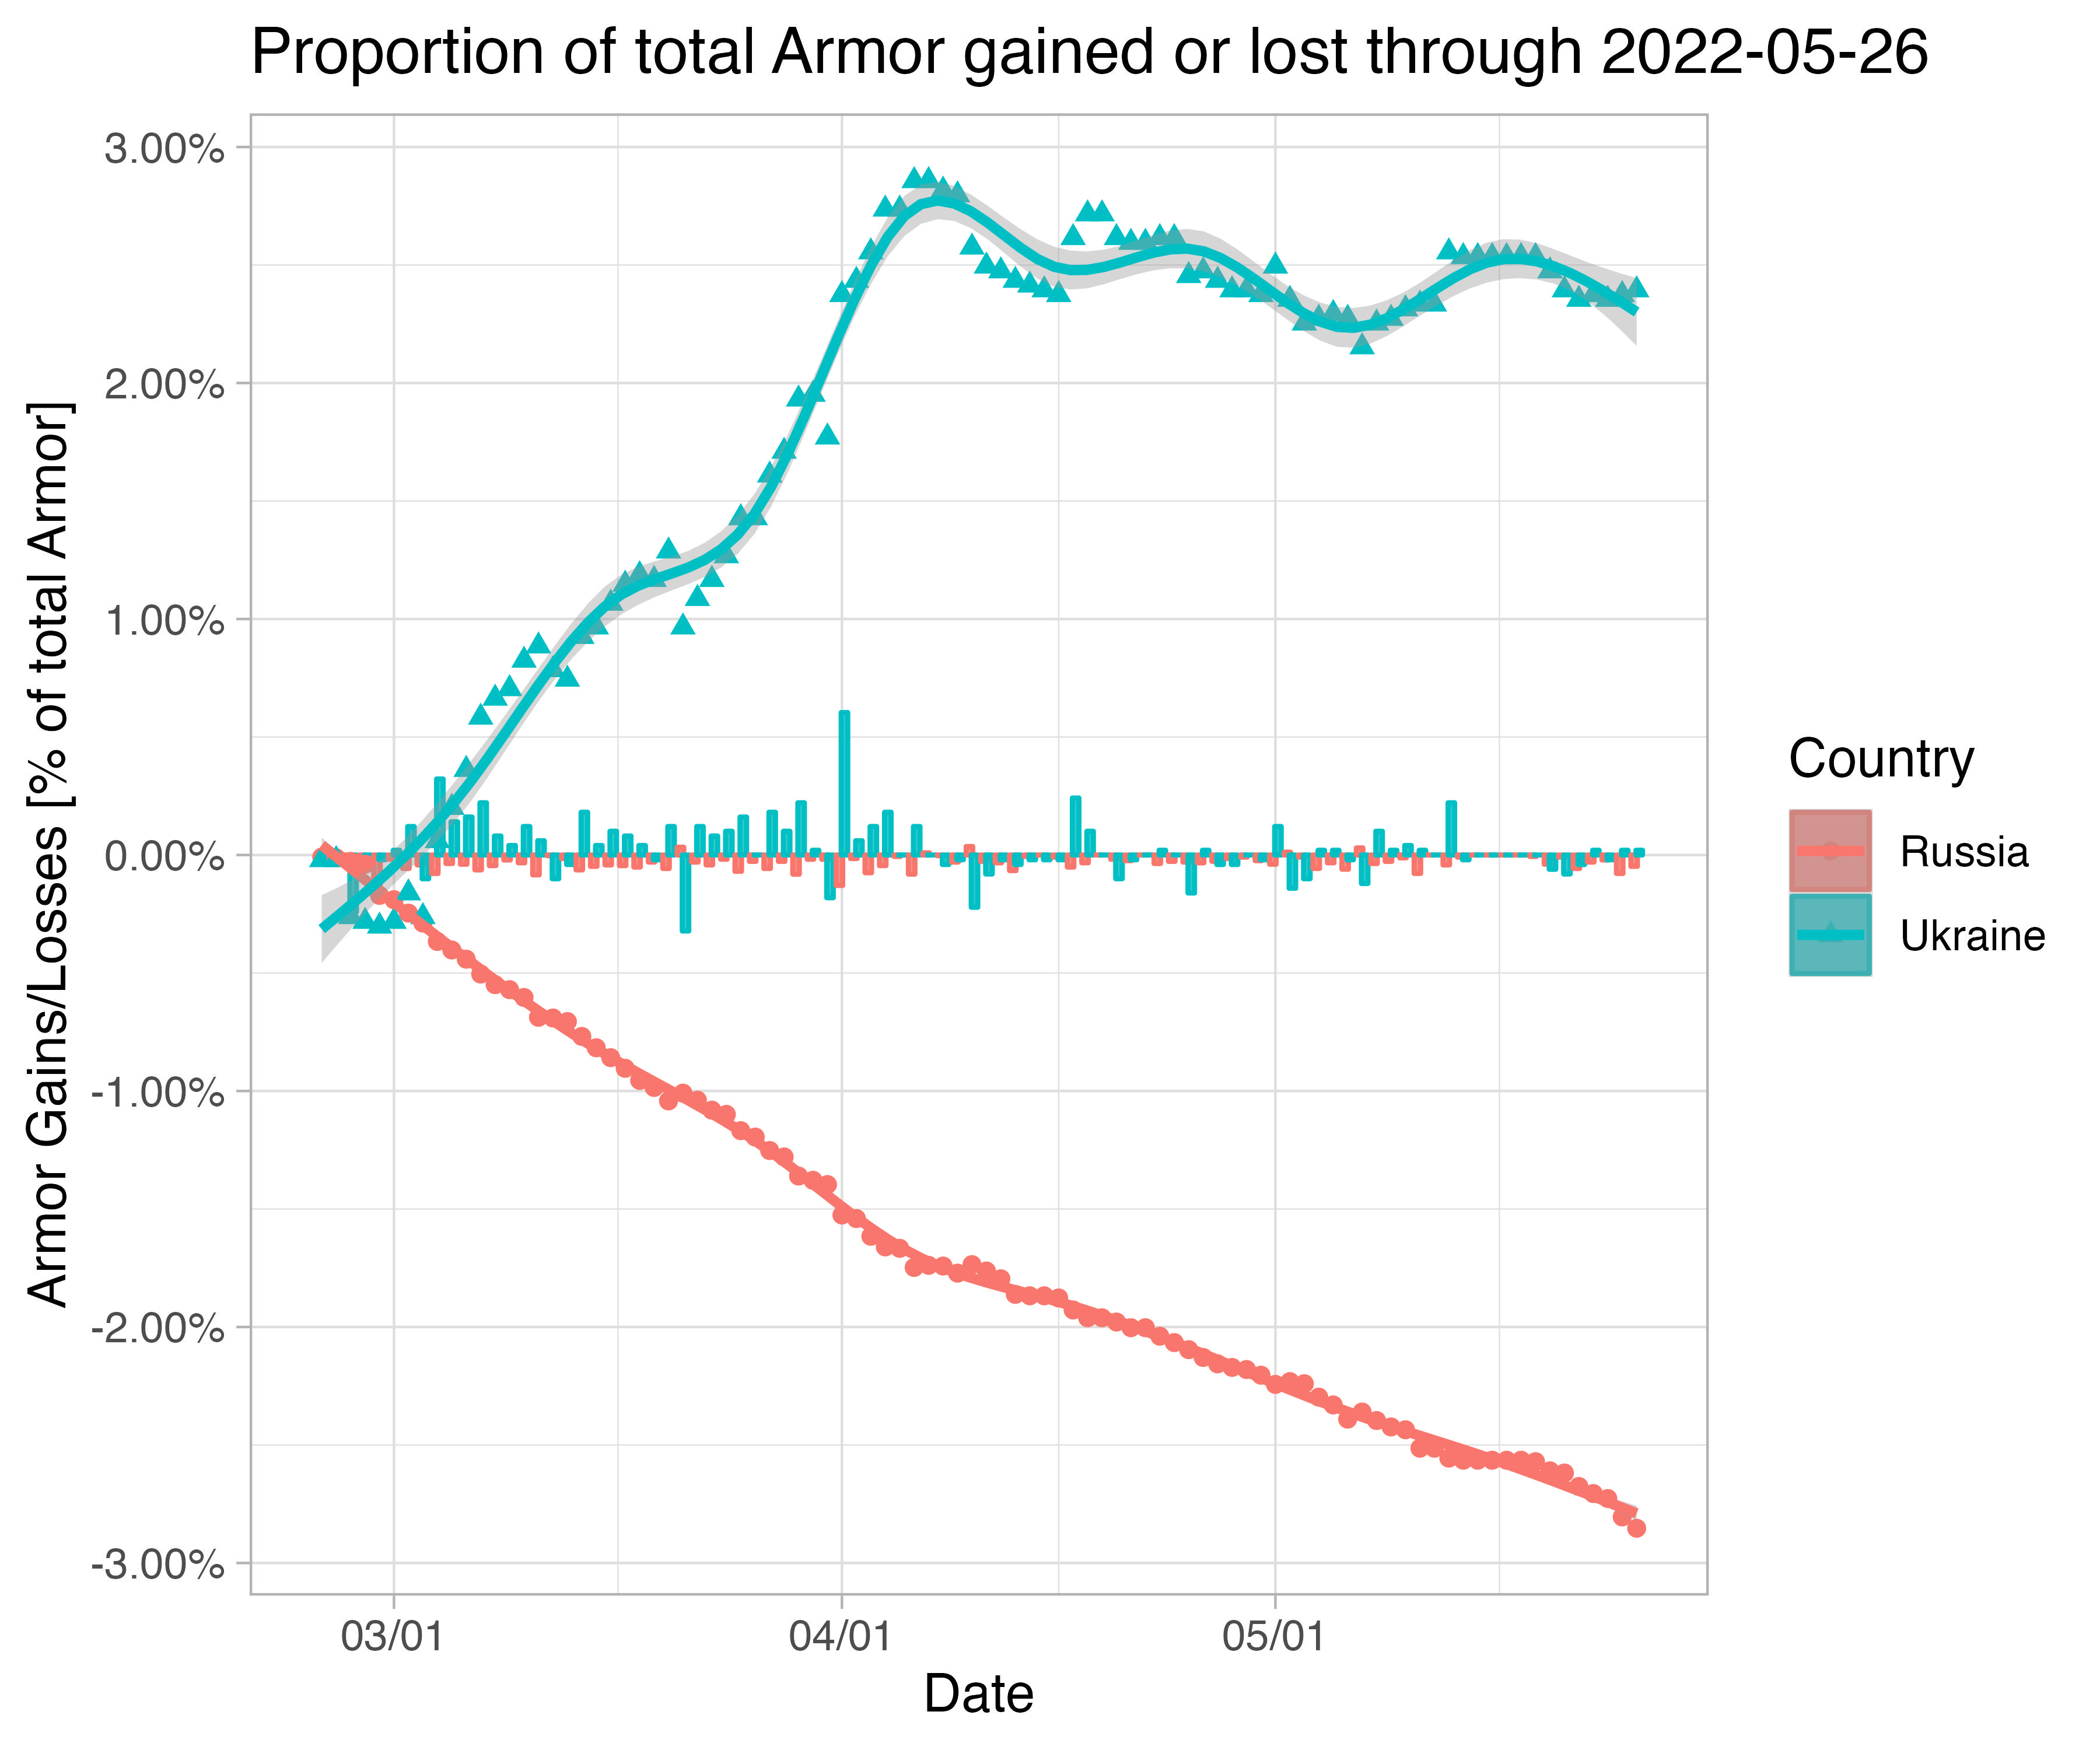 Proportion of total Armor gained or lost through 2022-05-26
Armor Gains/Losses [% of total Armor]
3.00%
2.00%
1.00%
0.00%
-1.00%
-2.00%
-3.00%
03/01
04/01
05/01
Date
Country
Russia
Ukraine